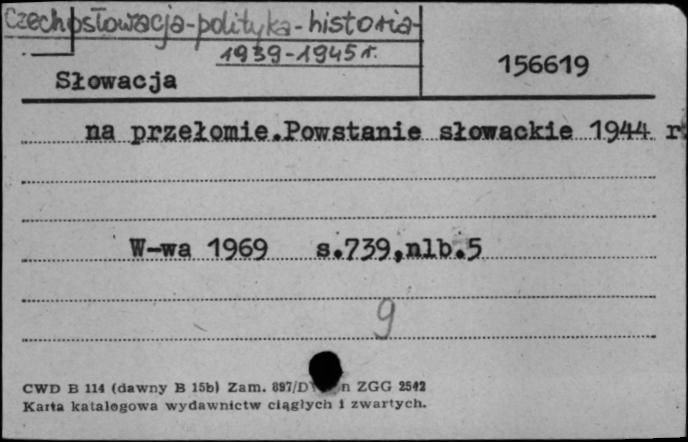 Czechosłowacja-polityka-historia-
1939-1945 r.
156619
Słowacja
na przełomie.Powstanie słowackie 1944 r
W-wa 1969 s.739,nlb.5
9
CWD B 114 (dawny B 15b) Zam. 897/D n ZGG 2542
Karta katalogowa wydawnictw ciągłych i zwartych.